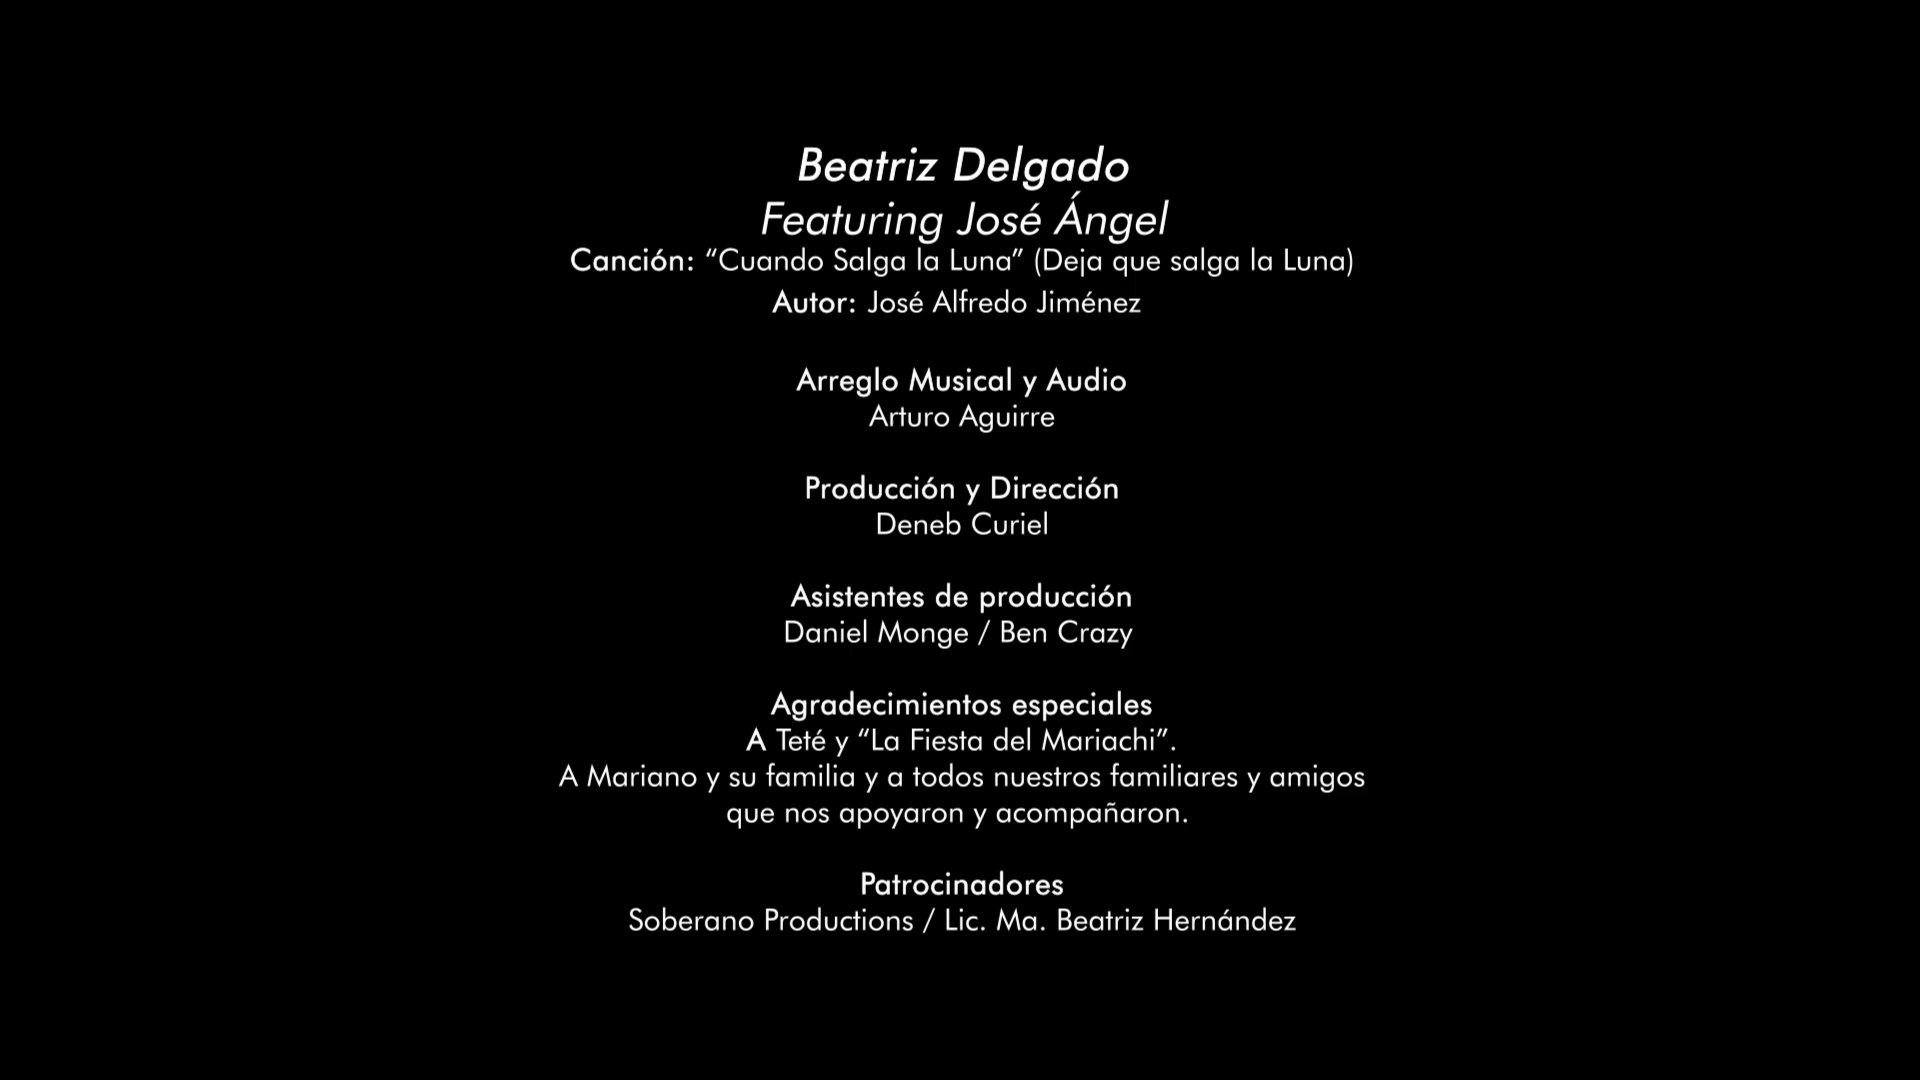 Beatriz Delgado
Featuring José Ángel
Canción: “Cuando Salga la Luna” (Deja que salga la Luna)
Autor: José Alfredo Jiménez
Arreglo Musical y Audio
Arturo Aguirre
Producción y Dirección
Deneb Curiel
Asistentes de producción
Daniel Monge / Ben Crazy
Agradecimientos especiales
A Teté y “La Fiesta del Mariachi”.
A Mariano y su familia y a todos nuestros familiares y amigos
que nos apoyaron y acompañaron.
Patrocinadores
Soberano Productions / Lic. Ma. Beatriz Hernández